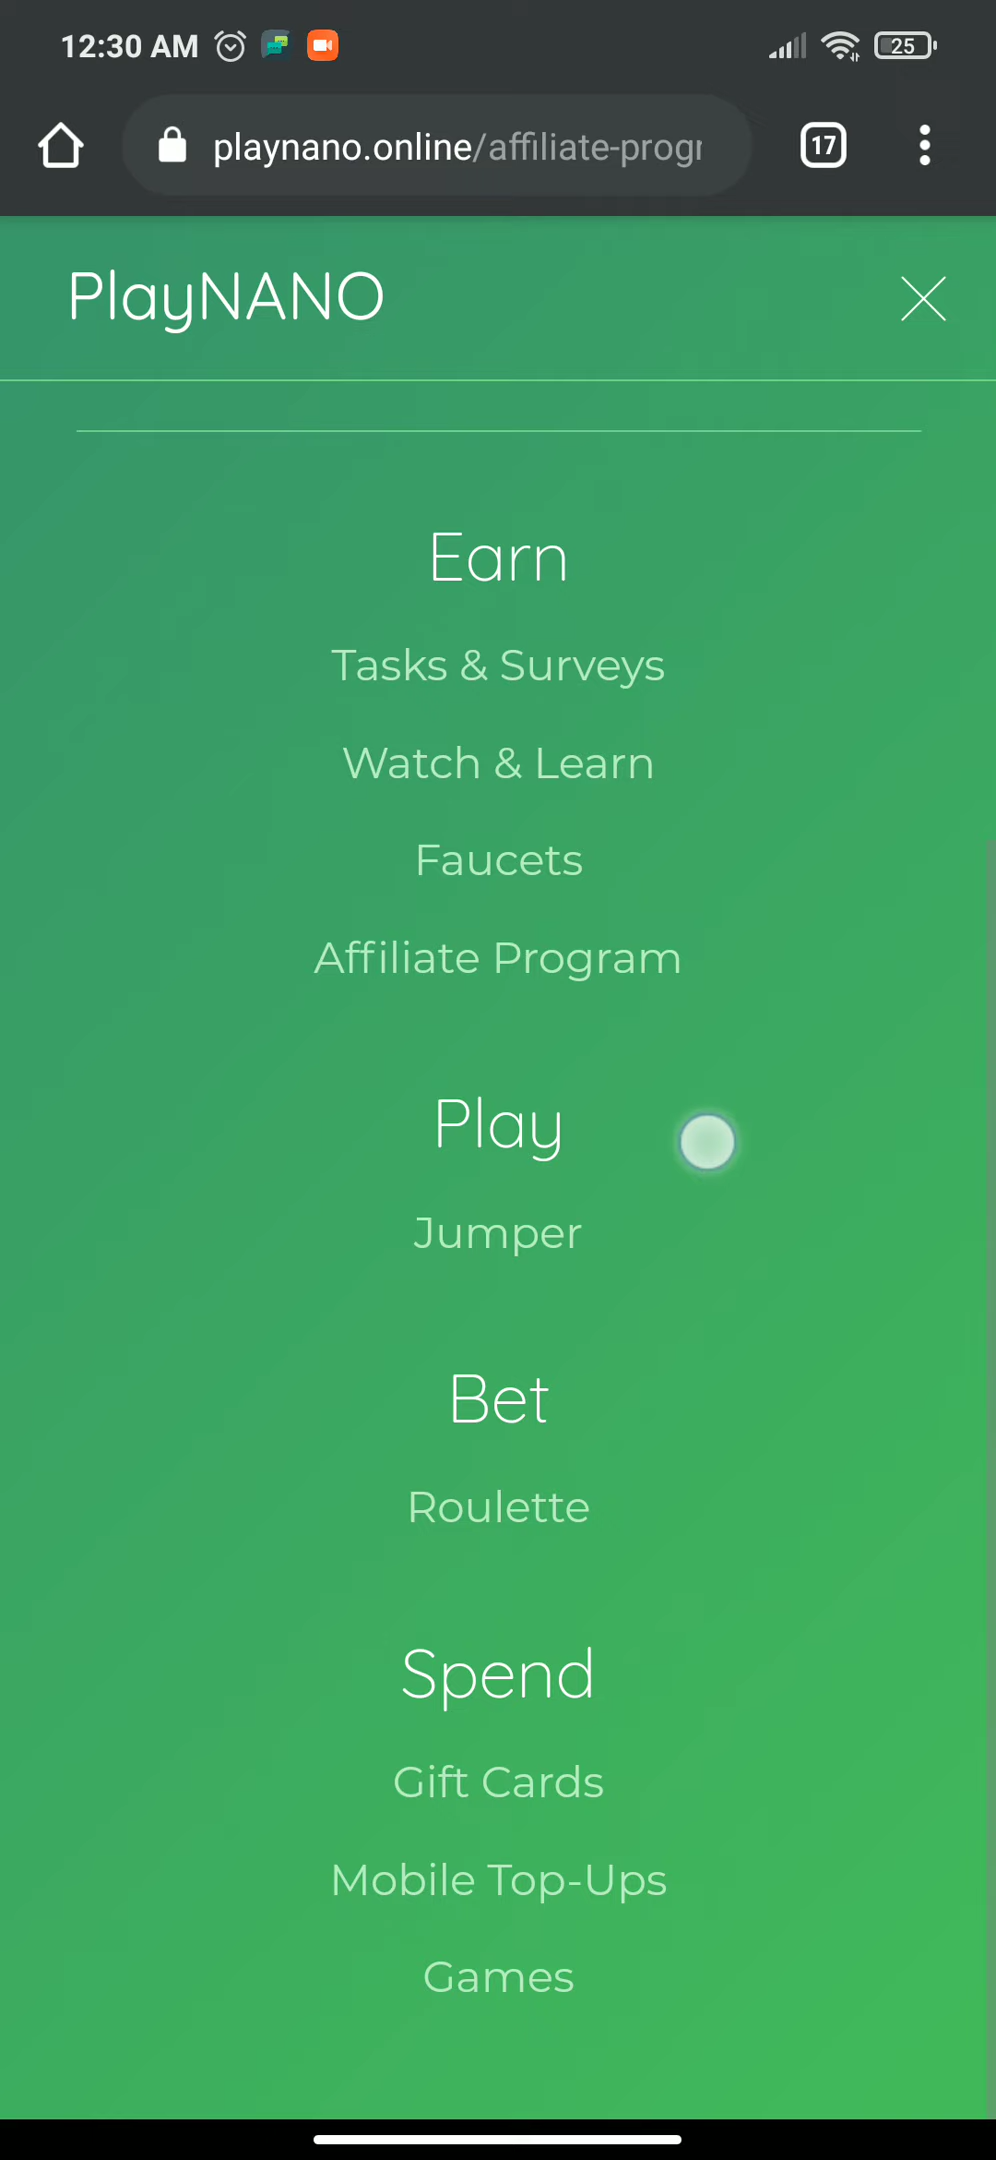 12:30 AM
25
playnano.online/affiliate-progr
17
PlayNANO
Earn
Tasks & Surveys
Watch & Learn
Faucets
Affiliate Program
Play
Jumper
Bet
Roulette
Spend
Gift Cards
Mobile Top-Ups
Games